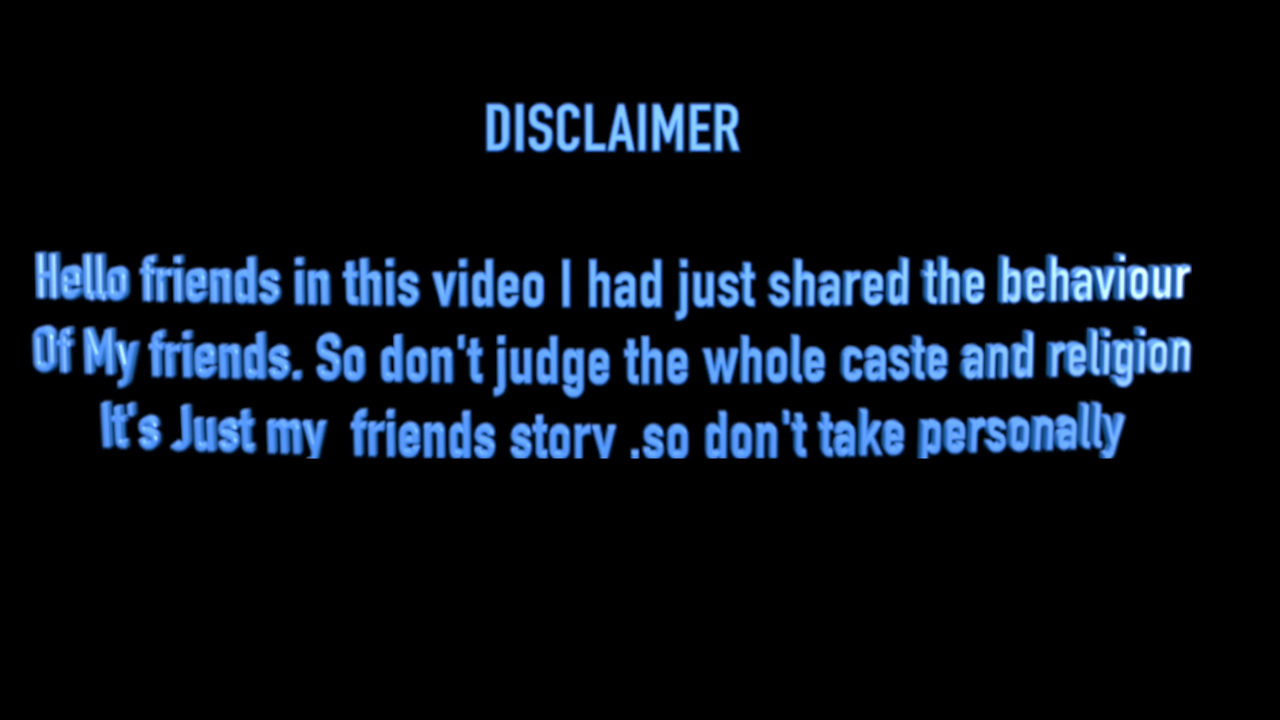 DISCLAIMER
Hello friends in this video I had just shared the behaviour
Of My friends. So don't judge the whole caste and religion
It's Just my friends story .so don't take personally